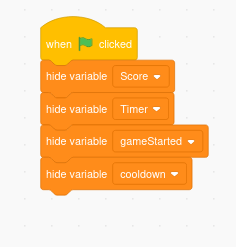 when clicked
hide variable Score
hide variable Timer
hide variable gameStarted
hide variable cooldown